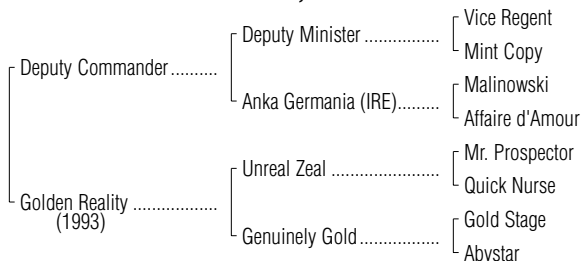 Vice Regent
Deputy Minister ................
Mint Copy
Deputy Commander..........
Malinowski
Anka Germania (IRE).........
Affaire d'Amour
Mr. Prospector
Unreal Zeal .....................
Quick Nurse
Golden Reality .................
(1993)
Gold Stage
Genuinely Gold................
Abystar